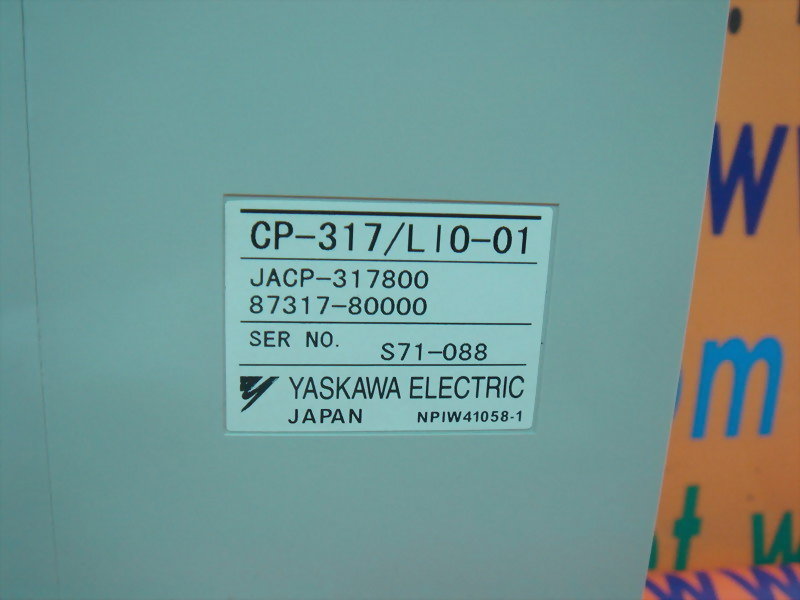 CP-317/LIO-01
JACP-317800
87317-80000
SER NO. S71-088
YASKAWA ELECTRIC
JAPAN NPIW41058-1